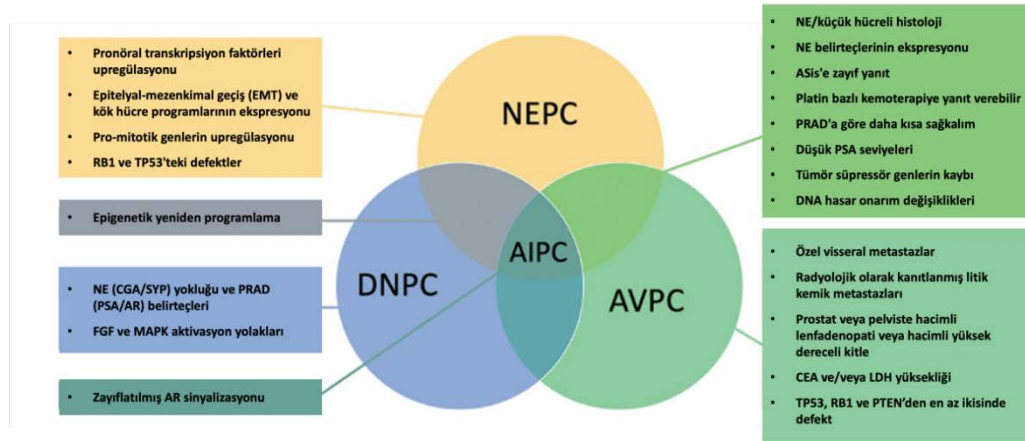 • Pronöral transkripsiyon faktörleri
upregülasyonu
• Epitelyal-mezenkimal geçiş (EMT) ve
kök hücre programlarının ekspresyonu
• Pro-mitotik genlerin upregülasyonu
• RB1 ve TP53'teki defektler
• Epigenetik yeniden programlama
• NE (CGA/SYP) yokluğu ve PRAD
(PSA/AR) belirteçleri
• FGF ve MAPK aktivasyon yolakları
• Zayıflatılmış AR sinyalizasyonu
NEPC
AIPC
DNPC
AVPC
• NE/küçük hücreli histoloji
• NE belirteçlerinin ekspresyonu
• ASis'e zayıf yanıt
• Platin bazlı kemoterapiye yanıt verebilir
• PRAD'a göre daha kısa sağkalım
• Düşük PSA seviyeleri
• Tümör süpressör genlerin kaybı
• DNA hasar onarım değişiklikleri
• Özel visseral metastazlar
• Radyolojik olarak kanıtlanmış litik
kemik metastazları
• Prostat veya pelviste hacimli
lenfadenopati veya hacimli yüksek
dereceli kitle
• CEA ve/veya LDH yüksekliği
• TP53, RB1 ve PTEN’den en az ikisinde
defekt